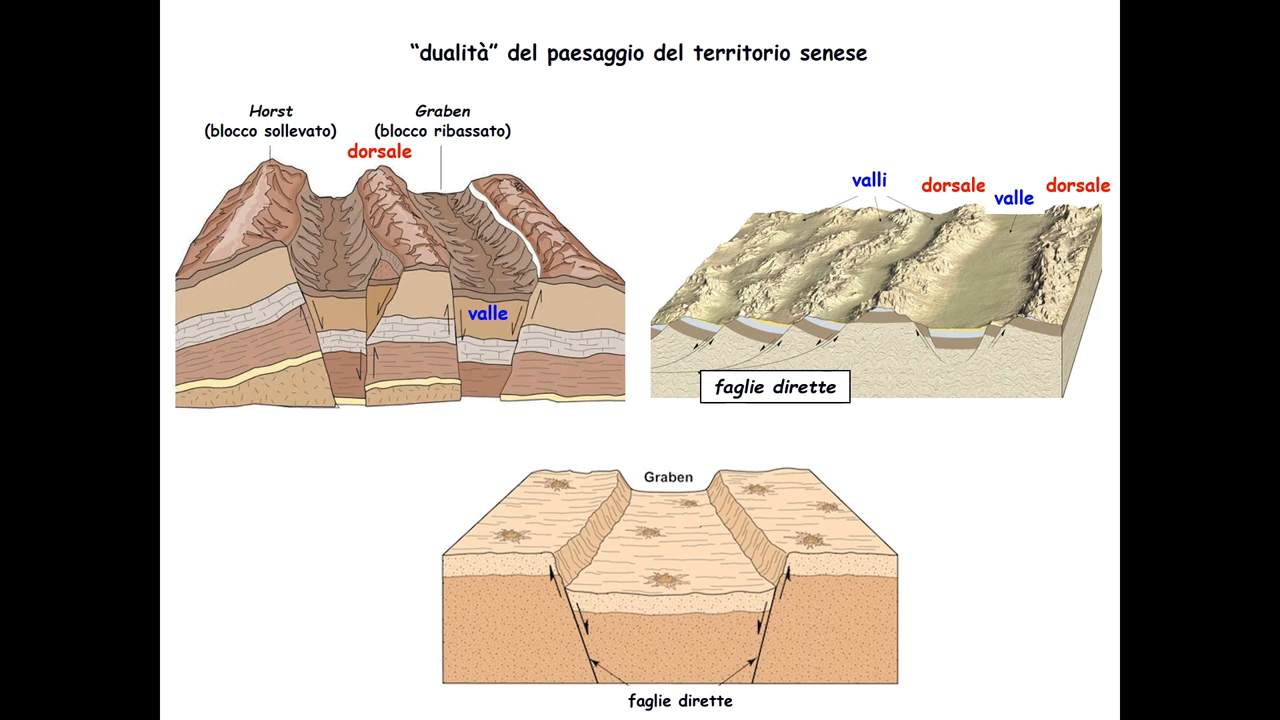 “dualità” del paesaggio del territorio senese
Horst
(blocco sollevato)
Graben
(blocco ribassato)
dorsale
valle
valli
dorsale
valle
dorsale
faglie dirette
Graben
faglie dirette